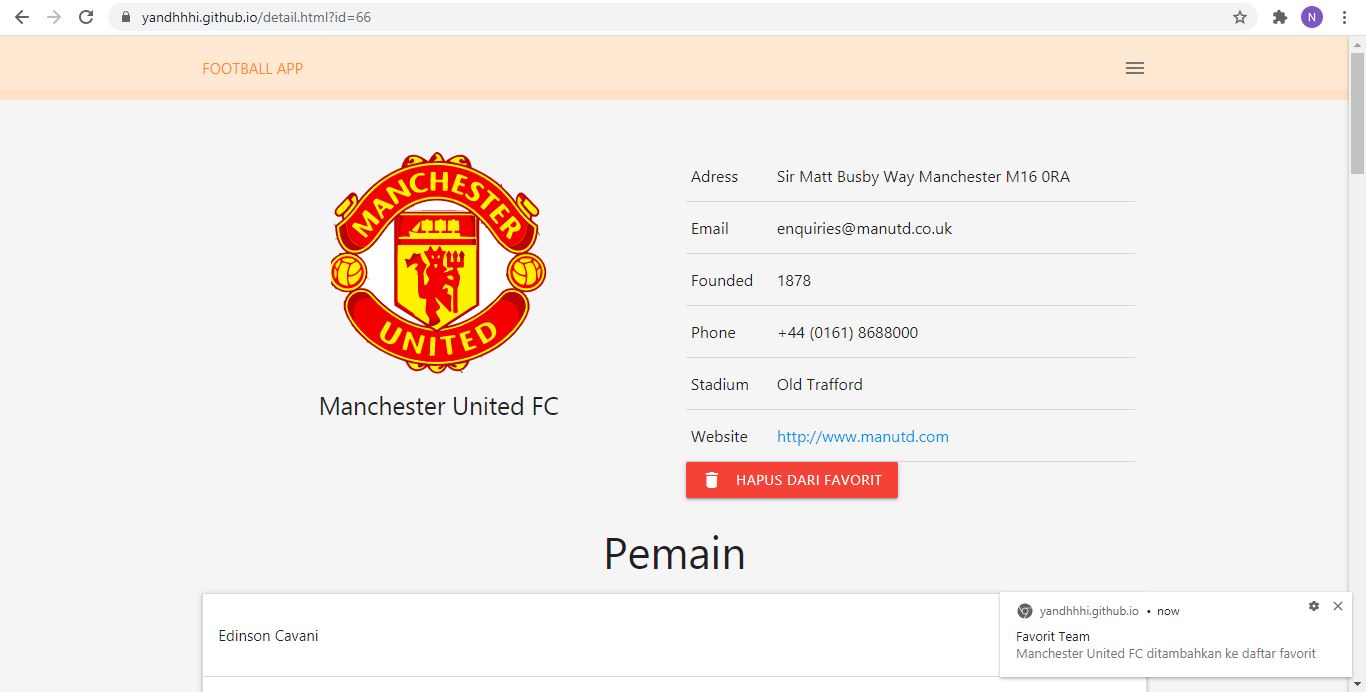 yandhhhi.github.io/detail.html?id=66
N
FOOTBALL APP
MANCHESTER
UNITED
Manchester United FC
Adress Sir Matt Busby Way Manchester M16 0RA
Email enquiries@manutd.co.uk
Founded 1878
Phone +44 (0161) 8688000
Stadium Old Trafford
Website http://www.manutd.com
HAPUS DARI FAVORIT
Pemain
Edinson Cavani
yandhhhi.github.io • now
Favorit Team
Manchester United FC ditambahkan ke daftar favorit